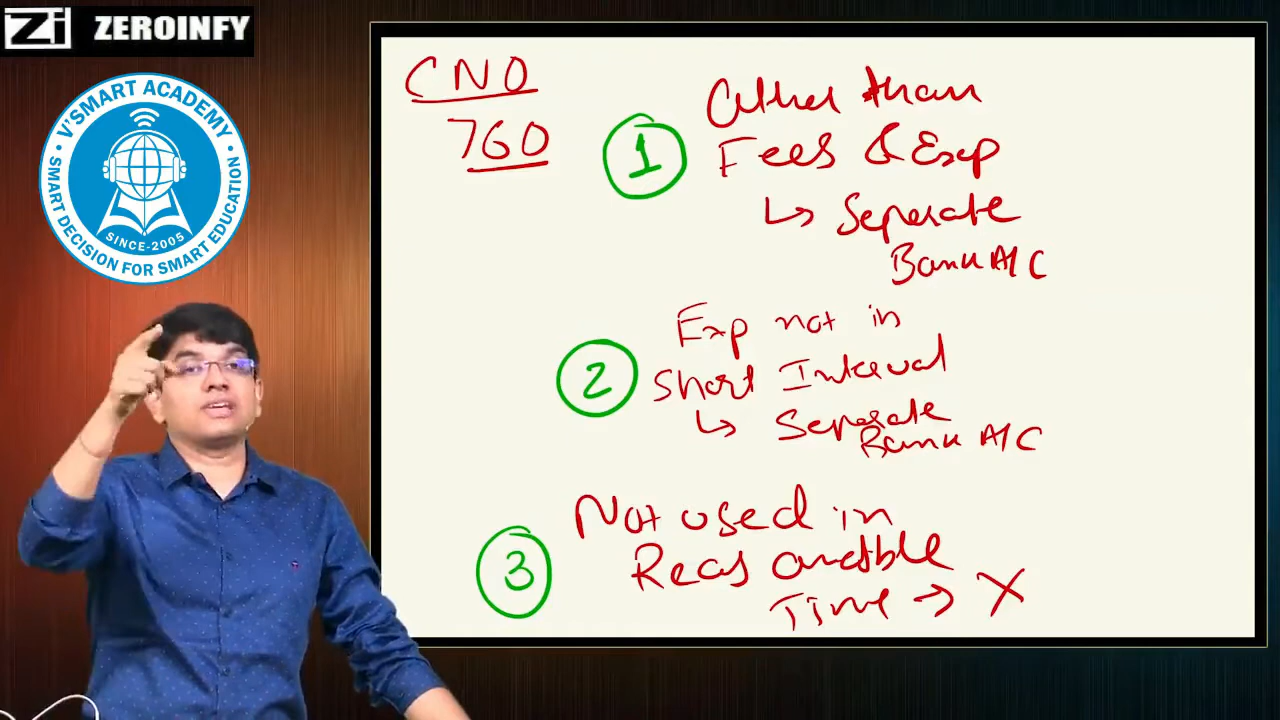 Zi ZEROINFY
V'SMART ACADEMY
SMART DECISION FOR SMART EDUCATION
SINCE-2005
CNO
760
1 Other than
Fees & Exp
↳ Seperate
Bank A/C
2 Exp not in
Short Interval
↳ Seperate
Bank A/C
3 Not used in
Reasonable
Time → X